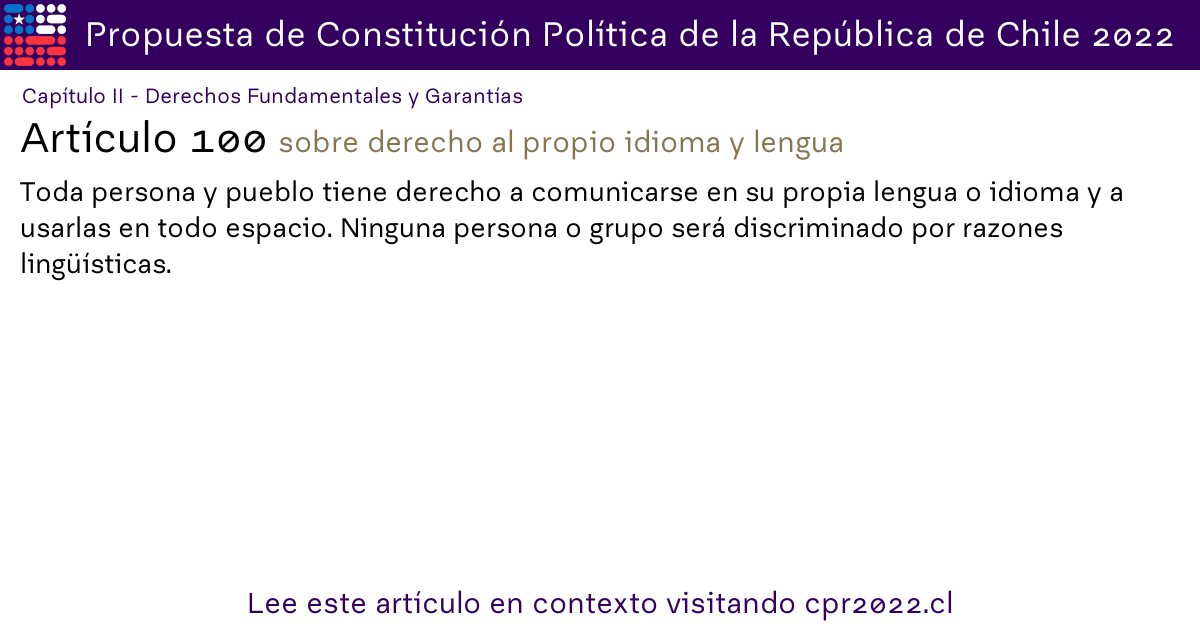 Propuesta de Constitución Política de la República de Chile 2022
Capítulo II - Derechos Fundamentales y Garantías
Artículo 100 sobre derecho al propio idioma y lengua
Toda persona y pueblo tiene derecho a comunicarse en su propia lengua o idioma y a
usarlas en todo espacio. Ninguna persona o grupo será discriminado por razones
lingüísticas.
Lee este artículo en contexto visitando cpr2022.cl